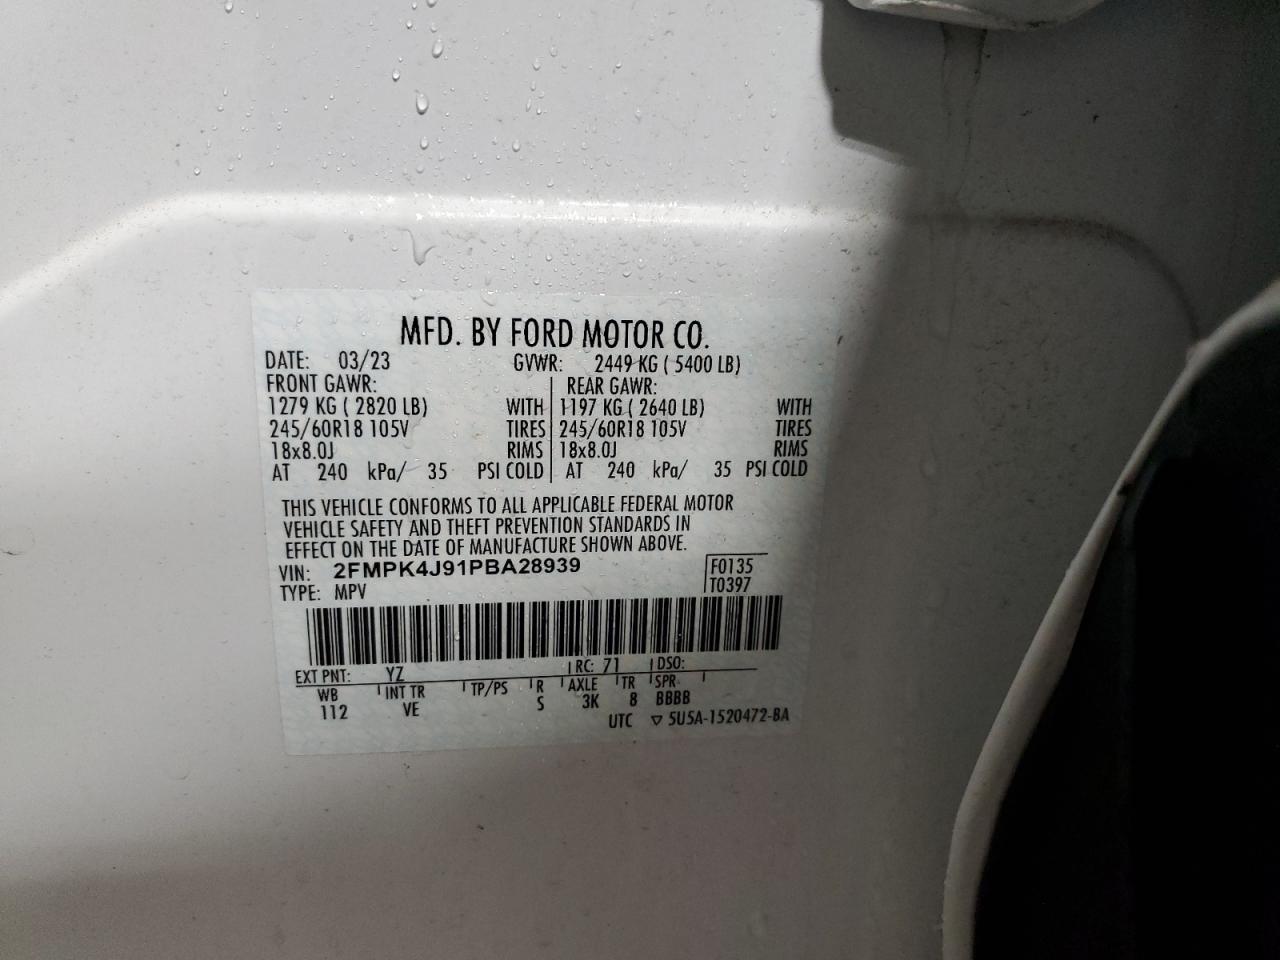 MFD. BY FORD MOTOR CO.
DATE: 03/23 GVWR: 2449 KG ( 5400 LB)
FRONT GAWR: REAR GAWR:
1279 KG ( 2820 LB) WITH 1197 KG ( 2640 LB) WITH
245/60R18 105V TIRES 245/60R18 105V TIRES
18x8.0J RIMS 18x8.0J RIMS
AT 240 kPa/ 35 PSI COLD AT 240 kPa/ 35 PSI COLD
THIS VEHICLE CONFORMS TO ALL APPLICABLE FEDERAL MOTOR
VEHICLE SAFETY AND THEFT PREVENTION STANDARDS IN
EFFECT ON THE DATE OF MANUFACTURE SHOWN ABOVE.
VIN: 2FMPK4J91PBA28939 F0135
TYPE: MPV T0397
EXT PNT: YZ RC: 71 DSO:
WB INT TR TP/PS R AXLE TR SPR
112 VE S 3K 8 BBBB
UTC ▽ 5U5A-1520472-BA